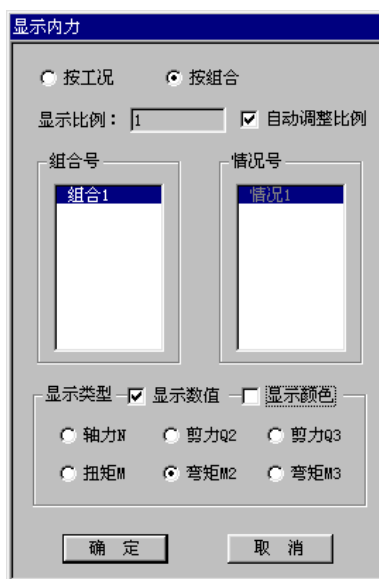 显示内力
按工况 按组合
显示比例： 1 自动调整比例
组合号 情况号
组合1 情况1
显示类型 显示数值 显示颜色
轴力N 剪力Q2 剪力Q3
扭矩M 弯矩M2 弯矩M3
确 定 取 消